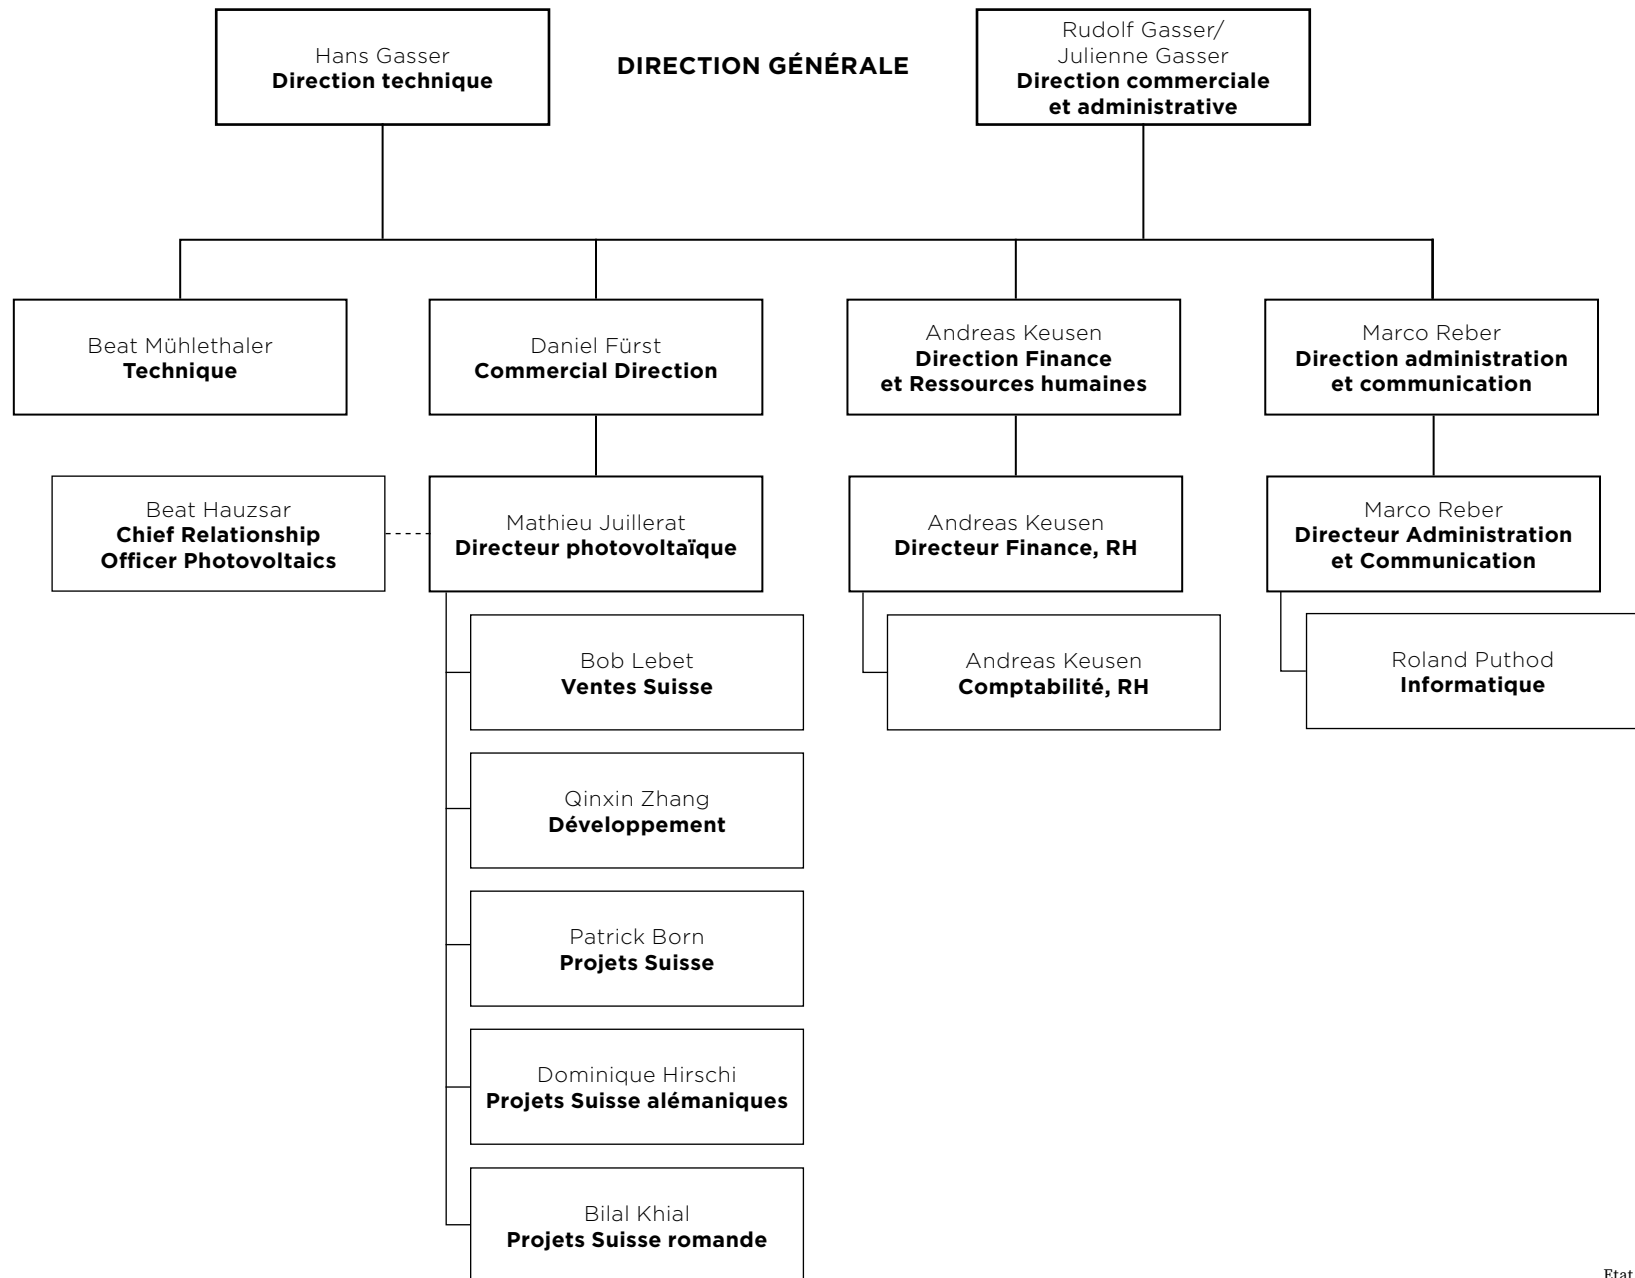 Hans Gasser
Direction technique
DIRECTION GÉNÉRALE
Rudolf Gasser/
Julienne Gasser
Direction commerciale
et administrative
Beat Mühlethaler
Technique
Daniel Fürst
Commercial Direction
Andreas Keusen
Direction Finance
et Ressources humaines
Marco Reber
Direction administration
et communication
Beat Hauzsar
Chief Relationship
Officer Photovoltaics
Mathieu Juillerat
Directeur photovoltaïque
Andreas Keusen
Directeur Finance, RH
Marco Reber
Directeur Administration
et Communication
Bob Lebet
Ventes Suisse
Andreas Keusen
Comptabilité, RH
Roland Puthod
Informatique
Qinxin Zhang
Développement
Patrick Born
Projets Suisse
Dominique Hirschi
Projets Suisse alémaniques
Bilal Khial
Projets Suisse romande
Etat